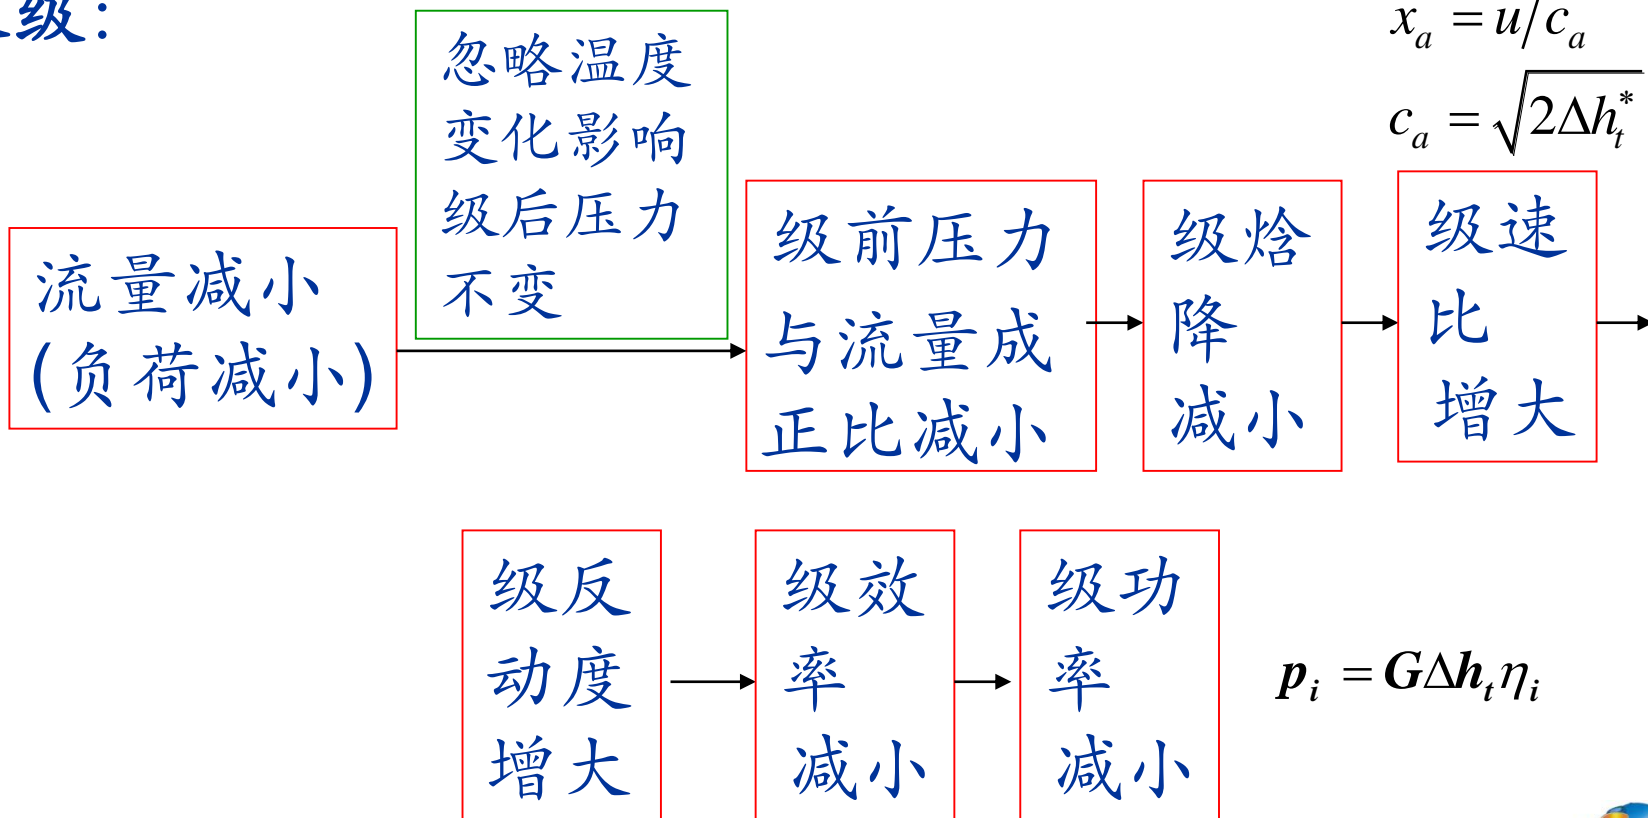 级：
x_a = u/c_a
c_a = √(2Δh_t^*)
忽略温度
变化影响
级后压力
不变
流量减小
(负荷减小)
级前压力
与流量成
正比减小
级焓
降
减小
级速
比
增大
级反
动度
增大
级效
率
减小
级功
率
减小
p_i = GΔh_tη_i